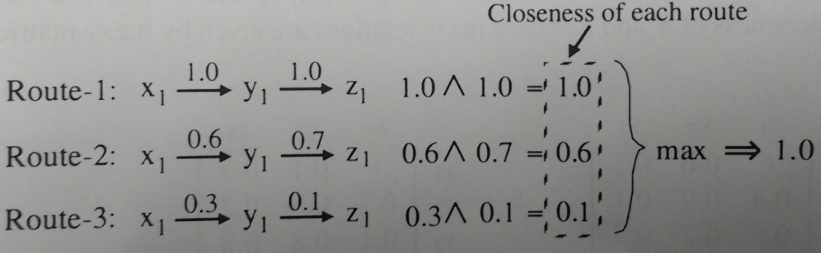 Closeness of each route
Route-1: x₁ —1.0→ y₁ —1.0→ z₁ 1.0 ∧ 1.0 = 1.0
Route-2: x₁ —0.6→ y₁ —0.7→ z₁ 0.6 ∧ 0.7 = 0.6 } max ⇒ 1.0
Route-3: x₁ —0.3→ y₁ —0.1→ z₁ 0.3 ∧ 0.1 = 0.1